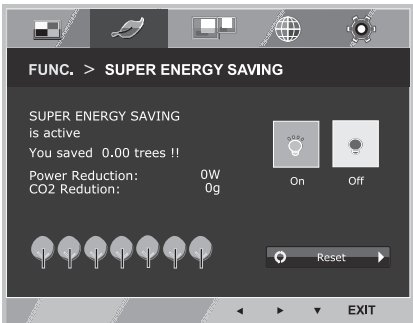 FUNC. > SUPER ENERGY SAVING
SUPER ENERGY SAVING
is active
You saved 0.00 trees !!
Power Reduction: 0W
CO2 Redution: 0g
On Off
Reset
EXIT